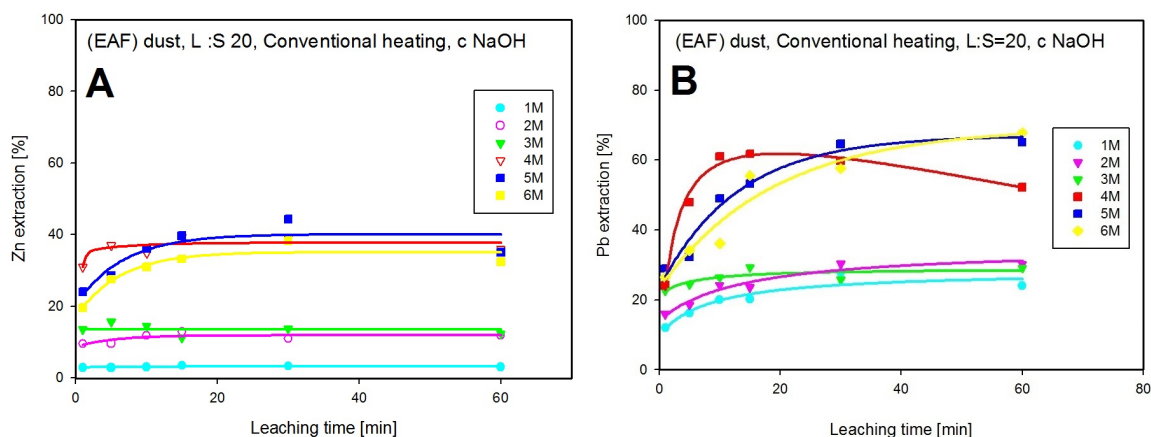 (EAF) dust, L :S 20, Conventional heating, c NaOH
A
Zn extraction [%]
100
80
60
40
20
0
1M
2M
3M
4M
5M
6M
0
20
40
60
Leaching time [min]
(EAF) dust, Conventional heating, L:S=20, c NaOH
B
Pb extraction [%]
100
80
60
40
20
0
1M
2M
3M
4M
5M
6M
0
20
40
60
80
Leaching time [min]